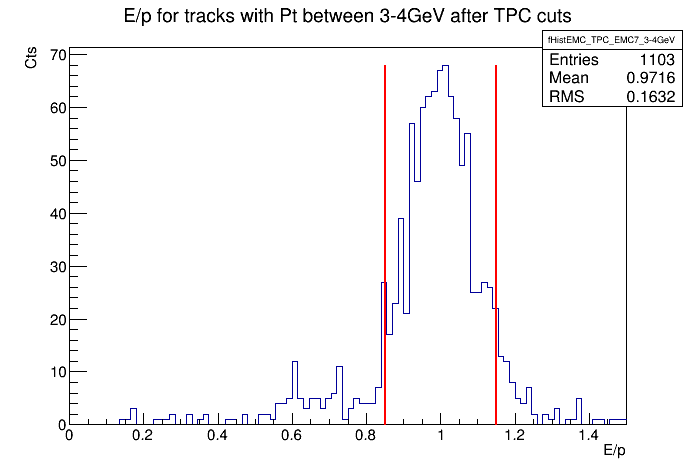 E/p for tracks with Pt between 3-4GeV after TPC cuts
fHistEMC_TPC_EMC7_3-4GeV
Entries 1103
Mean 0.9716
RMS 0.1632
Cts
70
60
50
40
30
20
10
0
0 0.2 0.4 0.6 0.8 1 1.2 1.4
E/p